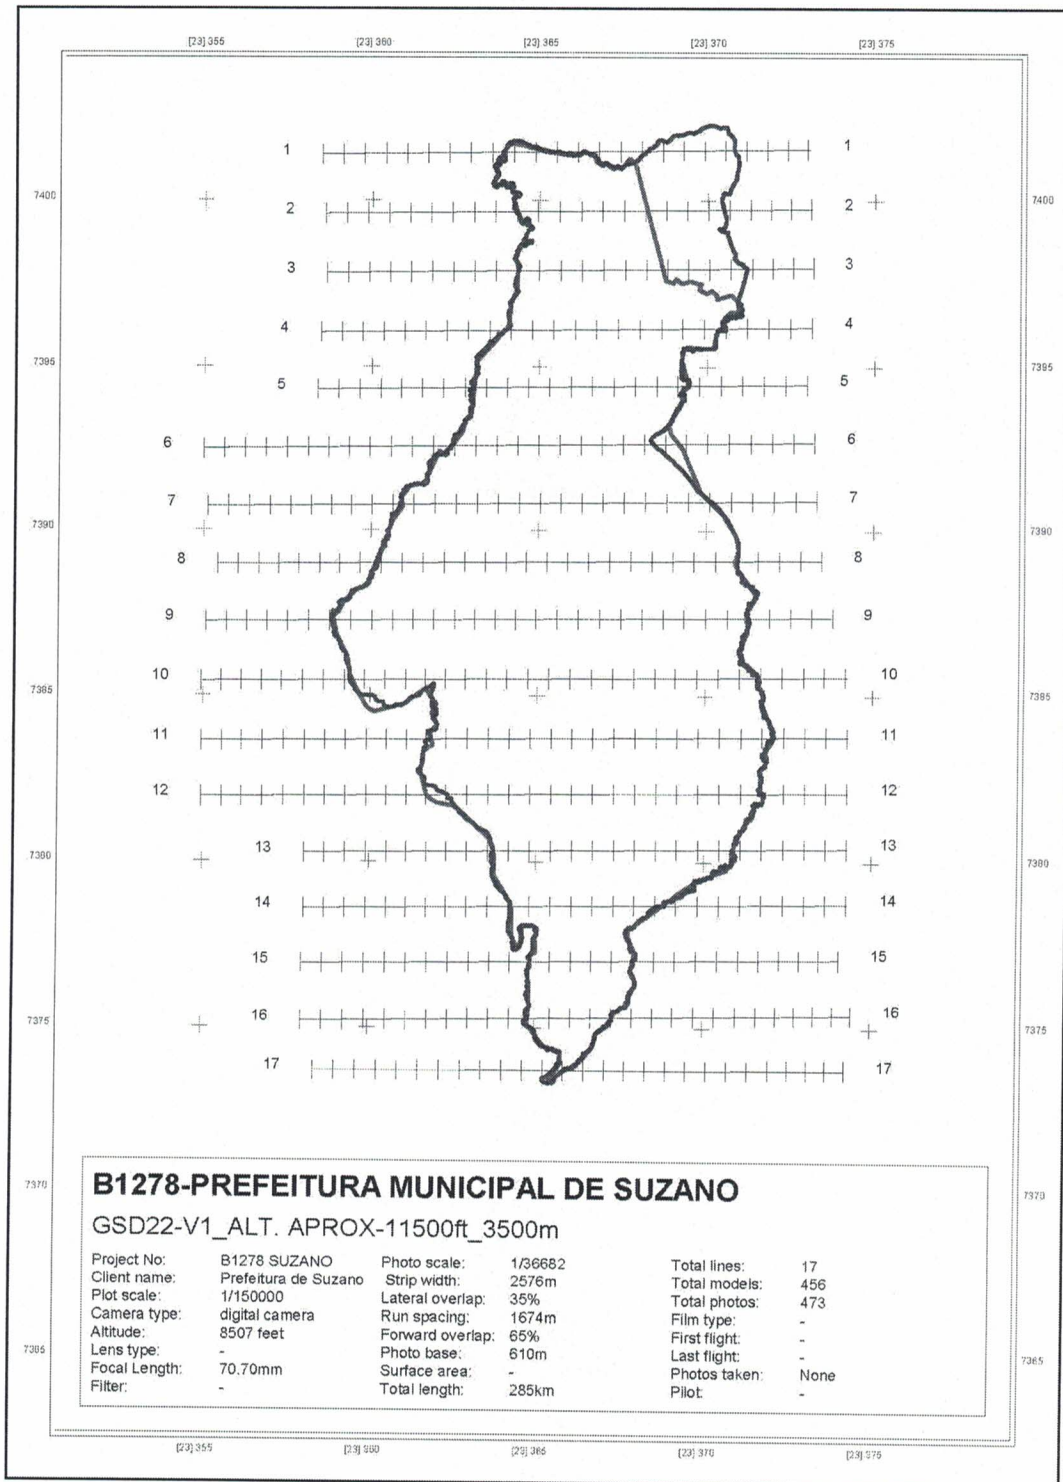 [23] 355 [23] 360 [23] 365 [23] 370 [23] 375
1 1
7400 7400
2 2
3 3
4 4
7395 7395
5 5
6 6
7 7
7390 7390
8 8
9 9
10 10
7385 7385
11 11
12 12
13 13
7380 7380
14 14
15 15
16 16
7375 7375
17 17
7370 7370
B1278-PREFEITURA MUNICIPAL DE SUZANO
GSD22-V1_ALT. APROX-11500ft_3500m
Project No: B1278 SUZANO Photo scale: 1/36682 Total lines: 17
Client name: Prefeitura de Suzano Strip width: 2576m Total models: 456
Plot scale: 1/150000 Lateral overlap: 35% Total photos: 473
Camera type: digital camera Run spacing: 1674m Film type: -
Altitude: 8507 feet Forward overlap: 65% First flight: -
Lens type: - Photo base: 610m Last flight: -
Focal Length: 70.70mm Surface area: - Photos taken: None
Filter: - Total length: 285km Pilot: -
7365 7365
[23] 355 [23] 360 [23] 365 [23] 370 [23] 375